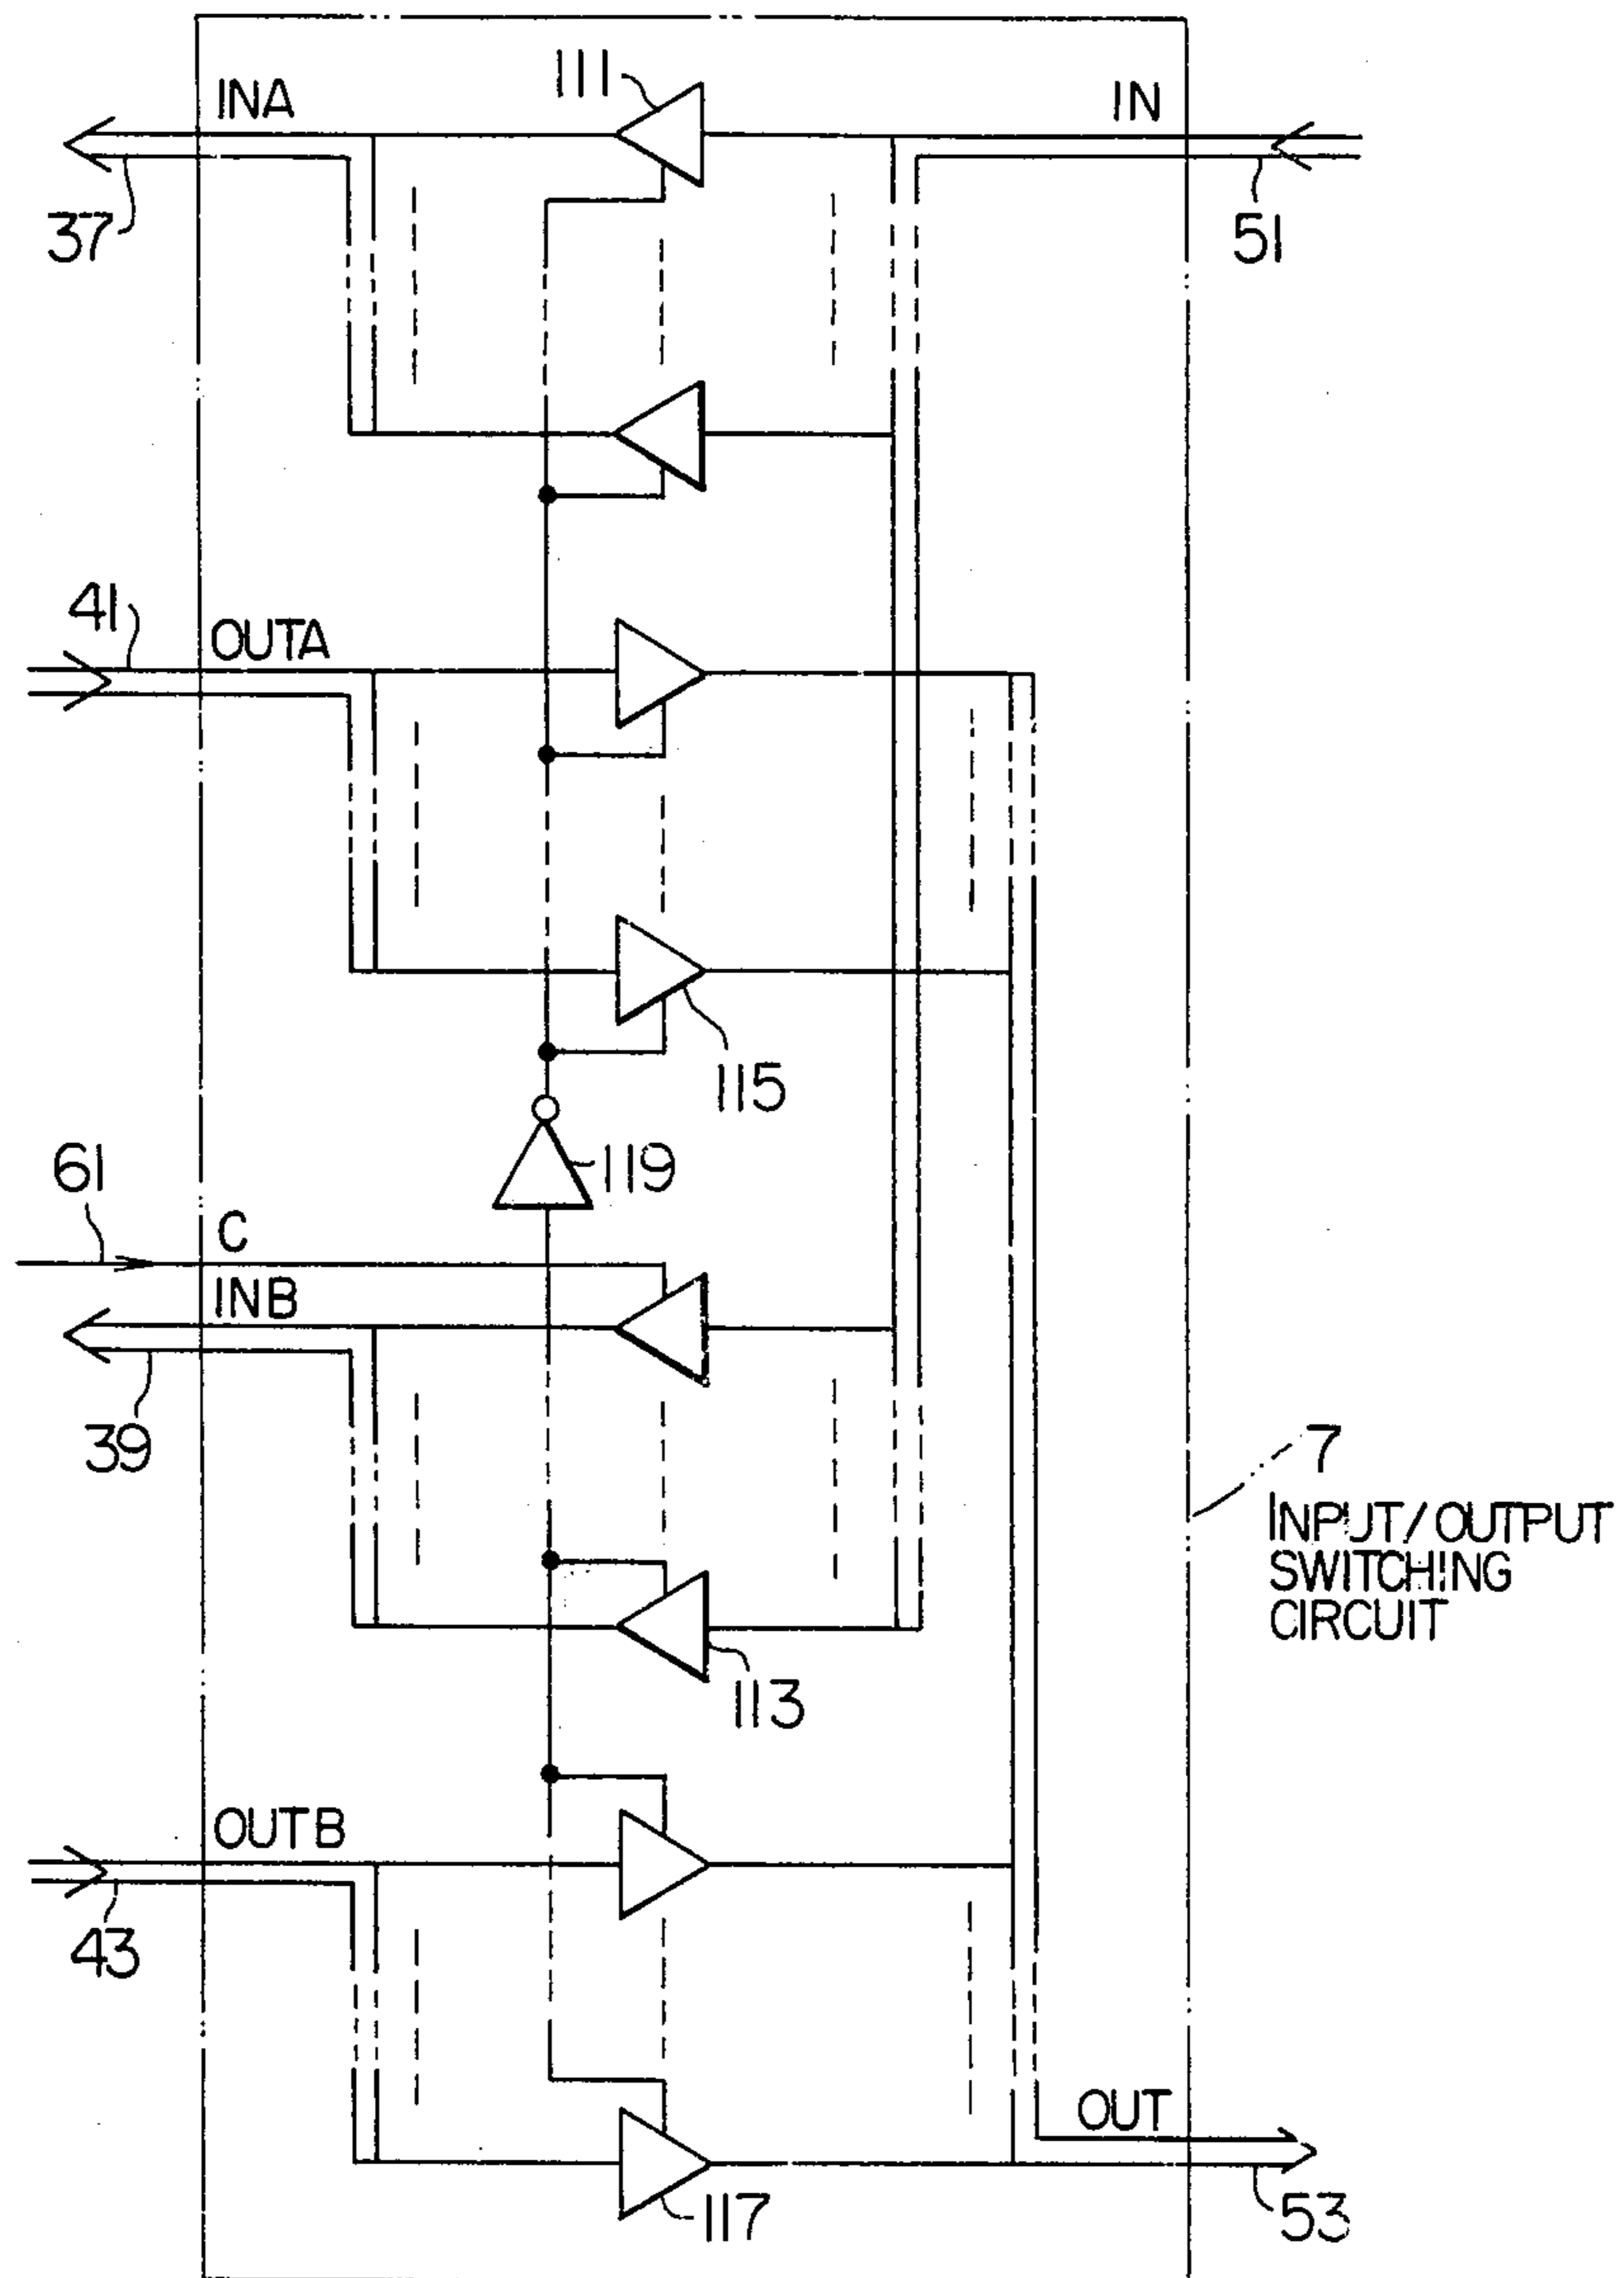 111
INA
IN
37
51
41
OUTA
115
61
119
C
INB
39
7
INPUT/OUTPUT
SWITCHING
CIRCUIT
113
OUTB
43
OUT
117
53